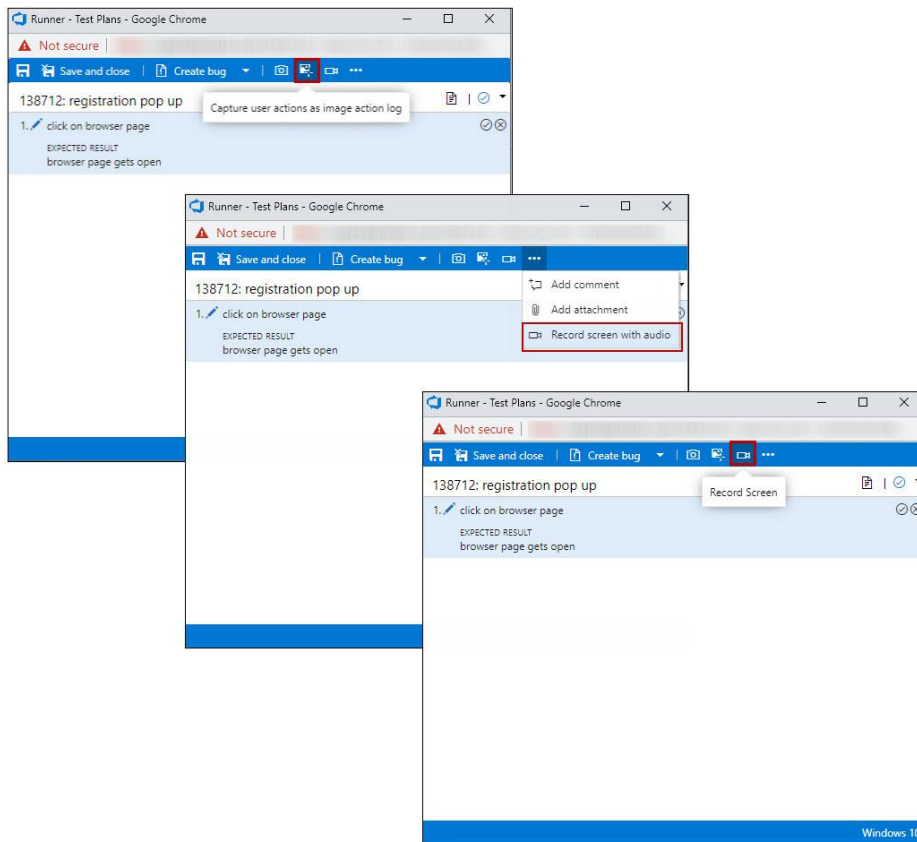 Runner - Test Plans - Google Chrome
Not secure
Save and close | Create bug
138712: registration pop up
Capture user actions as image action log
1. click on browser page
EXPECTED RESULT
browser page gets open
Runner - Test Plans - Google Chrome
Not secure
Save and close | Create bug
Add comment
138712: registration pop up
Add attachment
1. click on browser page
Record screen with audio
EXPECTED RESULT
browser page gets open
Runner - Test Plans - Google Chrome
Not secure
Save and close | Create bug
138712: registration pop up
Record Screen
1. click on browser page
EXPECTED RESULT
browser page gets open
Windows 10